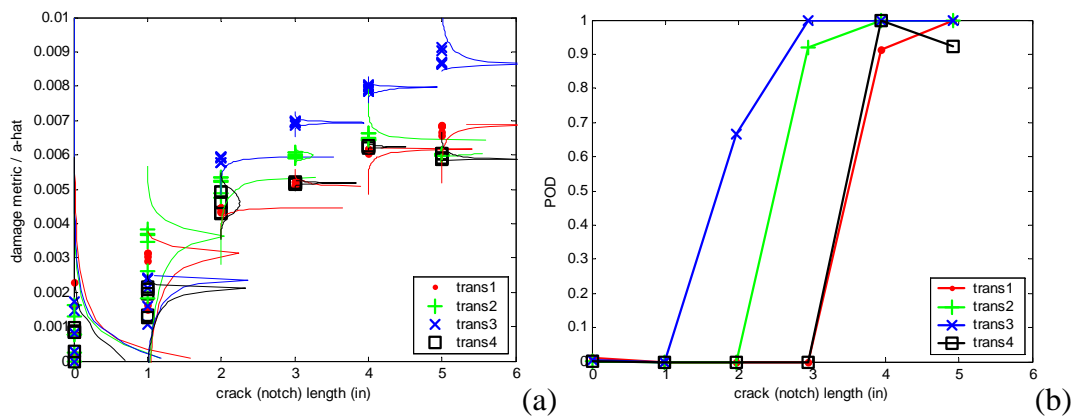 0.01
0.009
0.008
0.007
0.006
0.005
0.004
0.003
0.002
0.001
0
damage metric / a-hat
0 1 2 3 4 5 6
crack (notch) length (in)
trans1
trans2
trans3
trans4
(a)
1
0.9
0.8
0.7
0.6
0.5
0.4
0.3
0.2
0.1
0
POD
0 1 2 3 4 5 6
crack (notch) length (in)
trans1
trans2
trans3
trans4
(b)